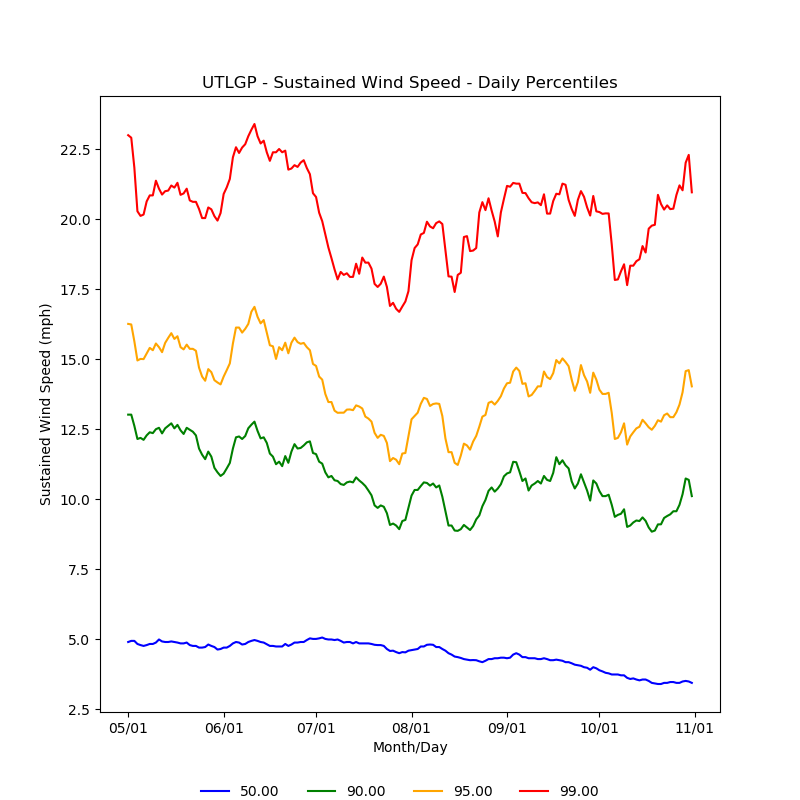 UTLGP - Sustained Wind Speed - Daily Percentiles
22.5
20.0
17.5
15.0
12.5
10.0
7.5
5.0
2.5
Sustained Wind Speed (mph)
05/01 06/01 07/01 08/01 09/01 10/01 11/01
Month/Day
50.00 90.00 95.00 99.00